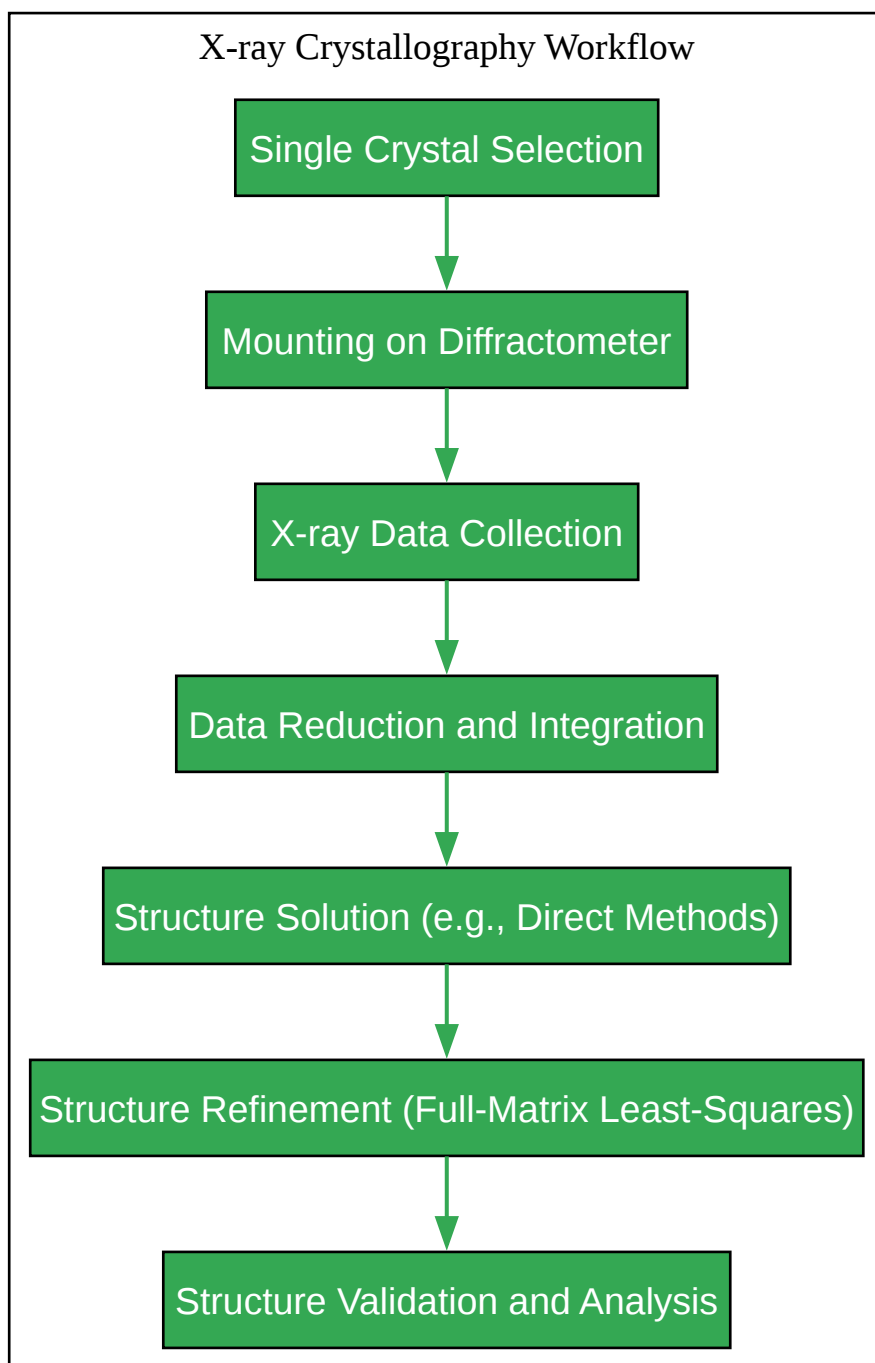 X-ray Crystallography Workflow
Single Crystal Selection
Mounting on Diffractometer
X-ray Data Collection
Data Reduction and Integration
Structure Solution (e.g., Direct Methods)
Structure Refinement (Full-Matrix Least-Squares)
Structure Validation and Analysis